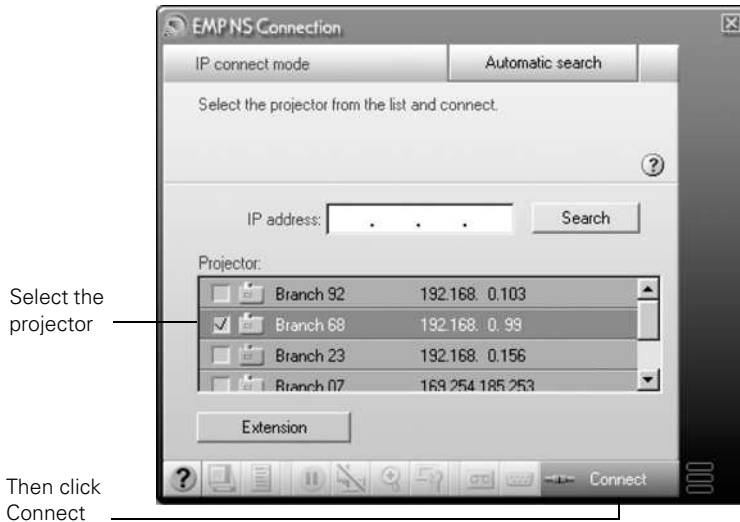 EMP NS Connection
IP connect mode
Automatic search
Select the projector from the list and connect.
IP address: . . .
Search
Projector:
Branch 92 192.168. 0.103
Select the
projector
Branch 68 192.168. 0. 99
Branch 23 192.168. 0.156
Branch 07 169.254.185.253
Extension
Then click
Connect
? Connect